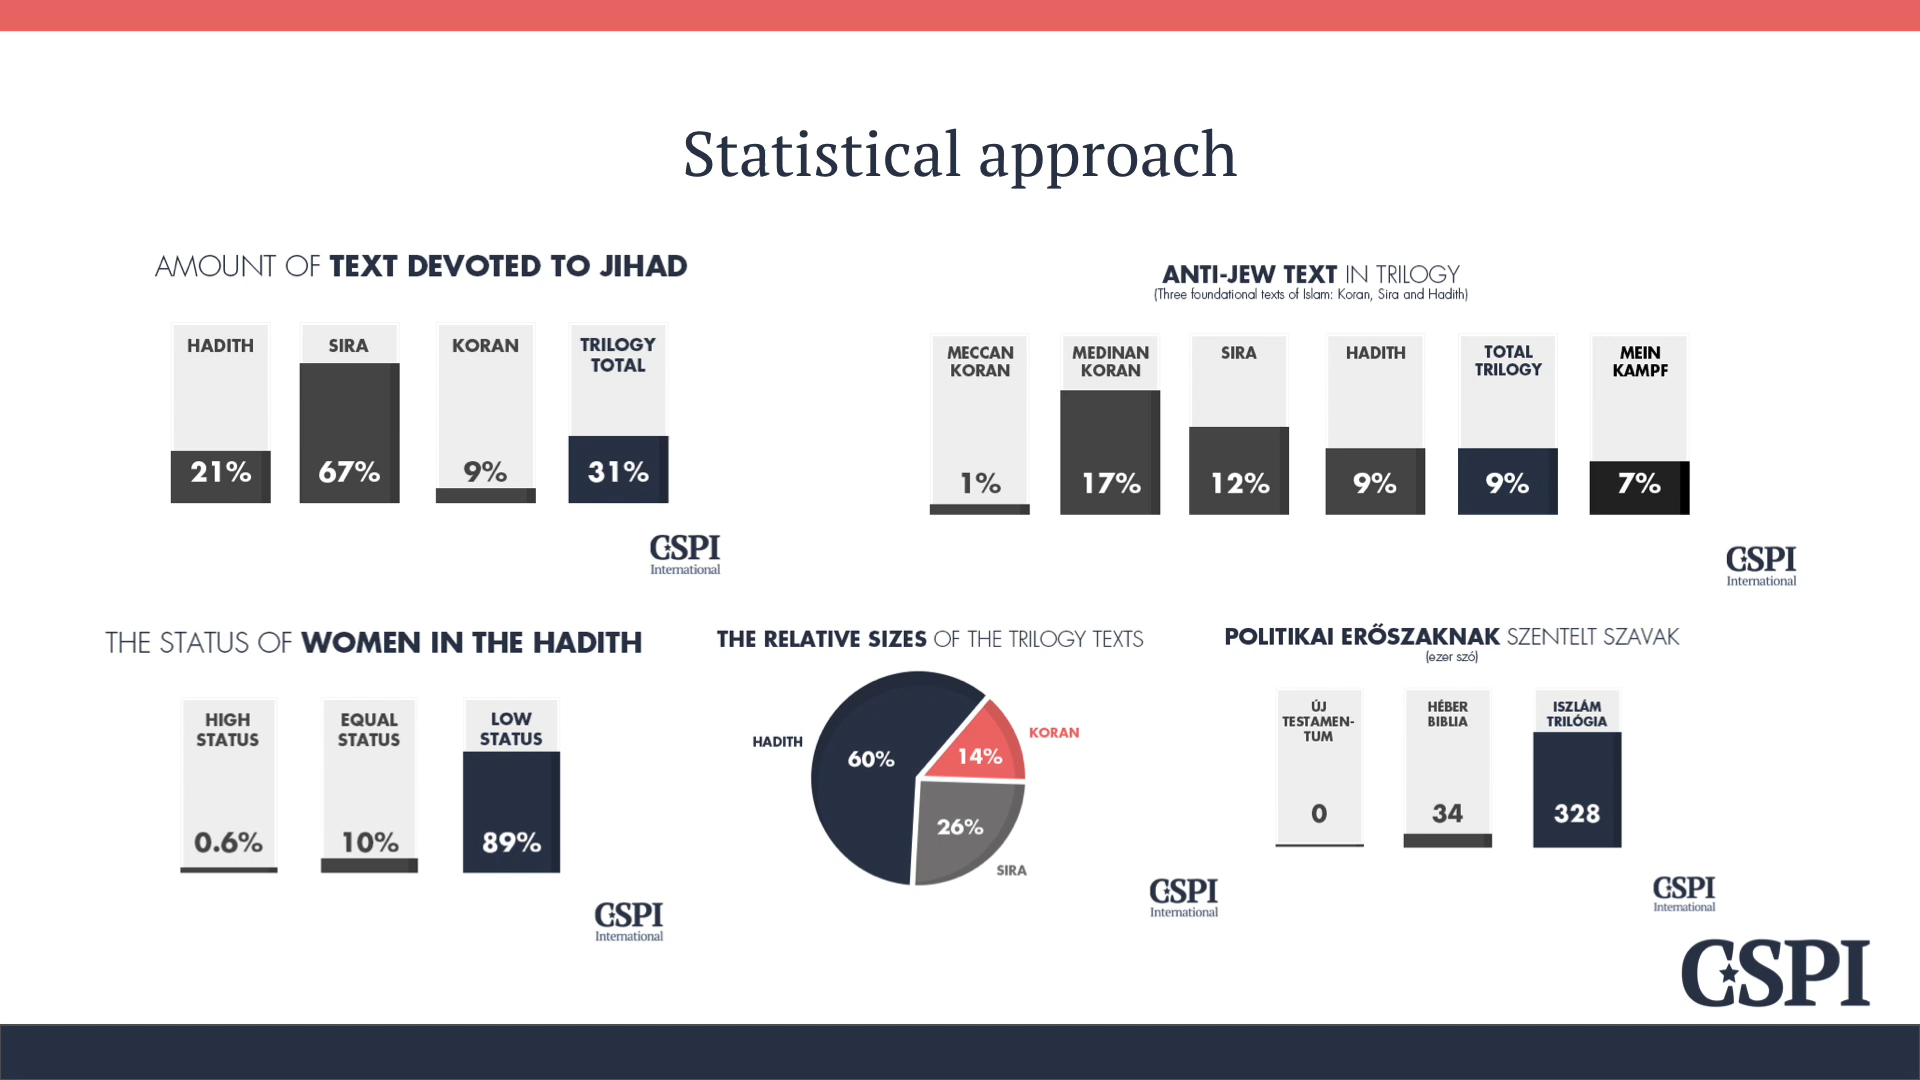 Statistical approach
AMOUNT OF TEXT DEVOTED TO JIHAD
HADITH
21%
SIRA
67%
KORAN
9%
TRILOGY
TOTAL
31%
CSPI
International
ANTI-JEW TEXT IN TRILOGY
(Three foundational texts of Islam: Koran, Sira and Hadith)
MECCAN
KORAN
1%
MEDINAN
KORAN
17%
SIRA
12%
HADITH
9%
TOTAL
TRILOGY
9%
MEIN
KAMPF
7%
CSPI
International
THE STATUS OF WOMEN IN THE HADITH
HIGH
STATUS
0.6%
EQUAL
STATUS
10%
LOW
STATUS
89%
CSPI
International
THE RELATIVE SIZES OF THE TRILOGY TEXTS
HADITH
60%
KORAN
14%
26%
SIRA
CSPI
International
POLITIKAI ERŐSZAKNAK SZENTELT SZAVAK
(ezer szó)
ÚJ
TESTAMEN-
TUM
0
HÉBER
BIBLIA
34
ISZLÁM
TRILÓGIA
328
CSPI
International
CSPI